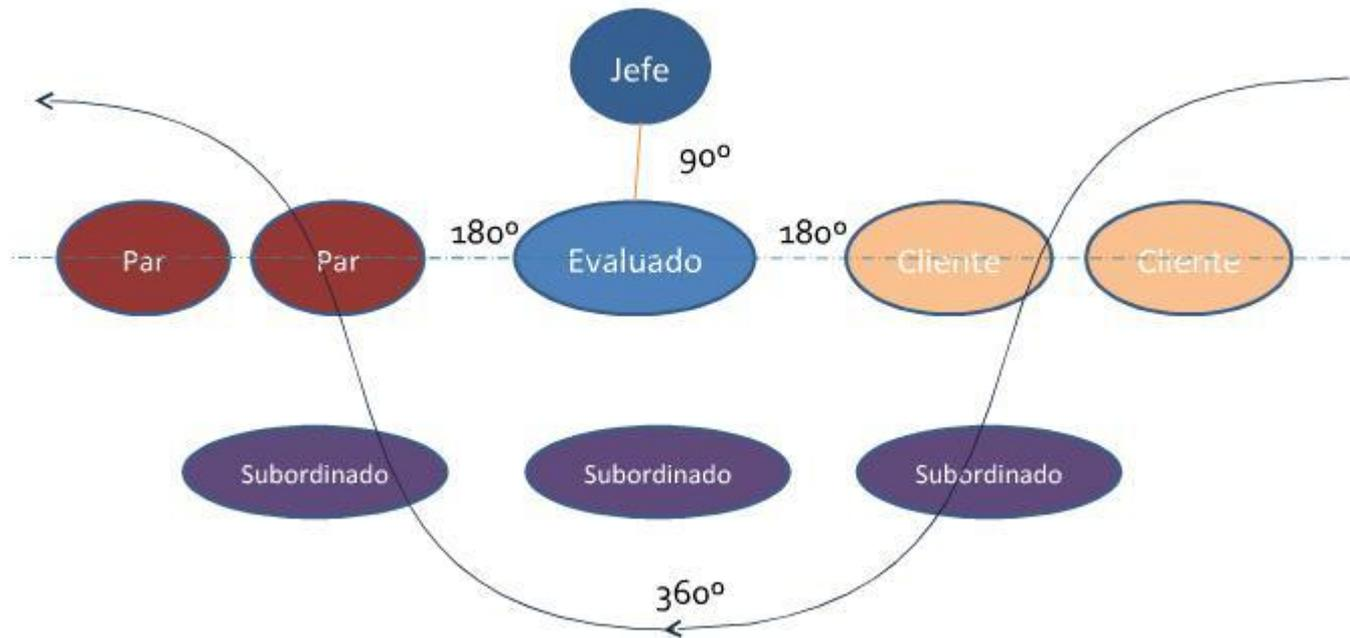 Jefe
90º
Par
Par
180º
Evaluado
180º
Cliente
Cliente
Subordinado
Subordinado
Subordinado
360º